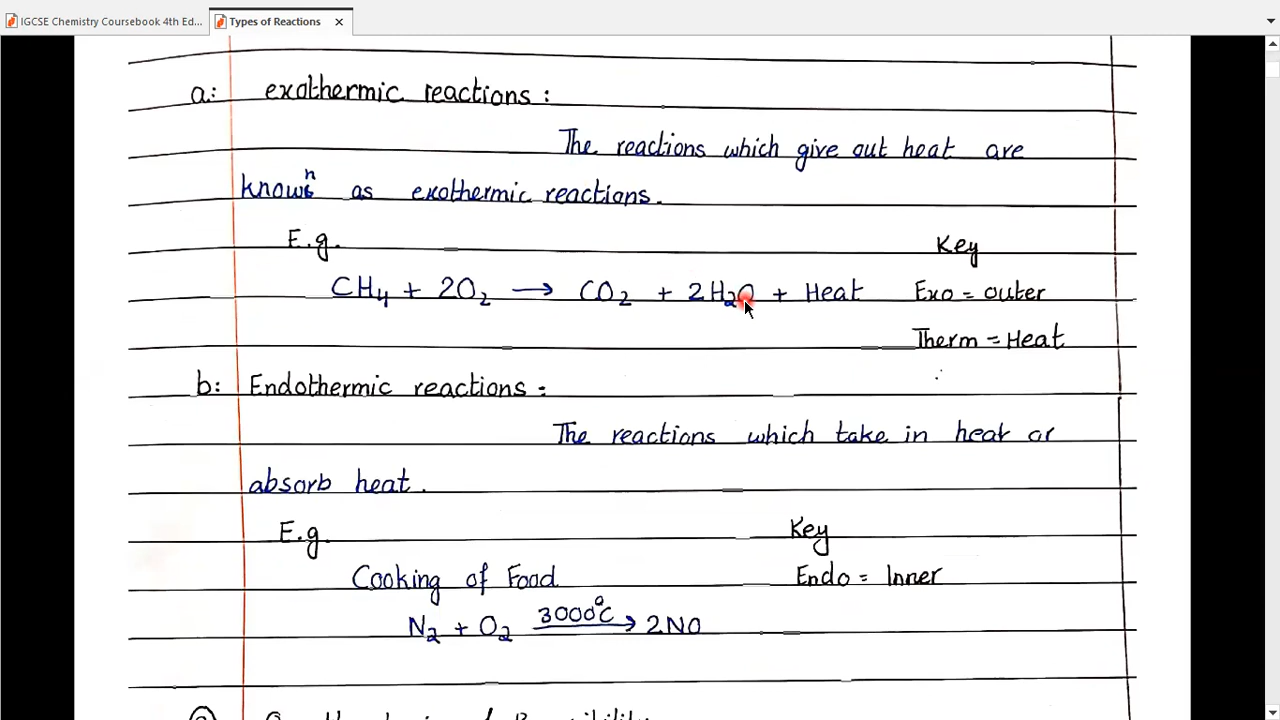 IGCSE Chemistry Coursebook 4th Ed... Types of Reactions ×
a: exothermic reactions :
The reactions which give out heat are
known as exothermic reactions.
E.g. Key
CH4 + 2O2 → CO2 + 2H2O + Heat Exo = outer
Therm = Heat
b: Endothermic reactions :
The reactions which take in heat or
absorb heat.
E.g Key
Cooking of Food Endo = Inner
N2 + O2 3000°C → 2NO